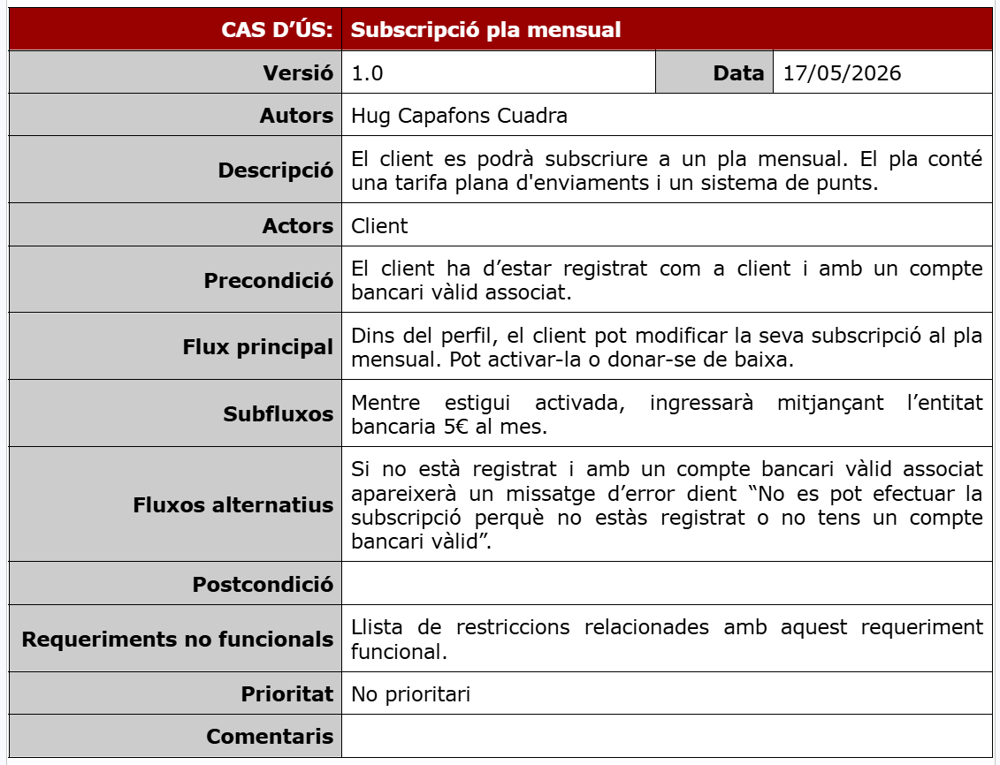 CAS D’ÚS: Subscripció pla mensual
Versió 1.0 Data 17/05/2026
Autors Hug Capafons Cuadra
Descripció
El client es podrà subscriure a un pla mensual. El pla conté
una tarifa plana d'enviaments i un sistema de punts.
Actors Client
Precondició
El client ha d’estar registrat com a client i amb un compte
bancari vàlid associat.
Flux principal
Dins del perfil, el client pot modificar la seva subscripció al pla
mensual. Pot activar-la o donar-se de baixa.
Subfluxos
Mentre estigui activada, ingressarà mitjançant l’entitat
bancaria 5€ al mes.
Fluxos alternatius
Si no està registrat i amb un compte bancari vàlid associat
apareixerà un missatge d’error dient “No es pot efectuar la
subscripció perquè no estàs registrat o no tens un compte
bancari vàlid”.
Postcondició
Requeriments no funcionals
Llista de restriccions relacionades amb aquest requeriment
funcional.
Prioritat No prioritari
Comentaris